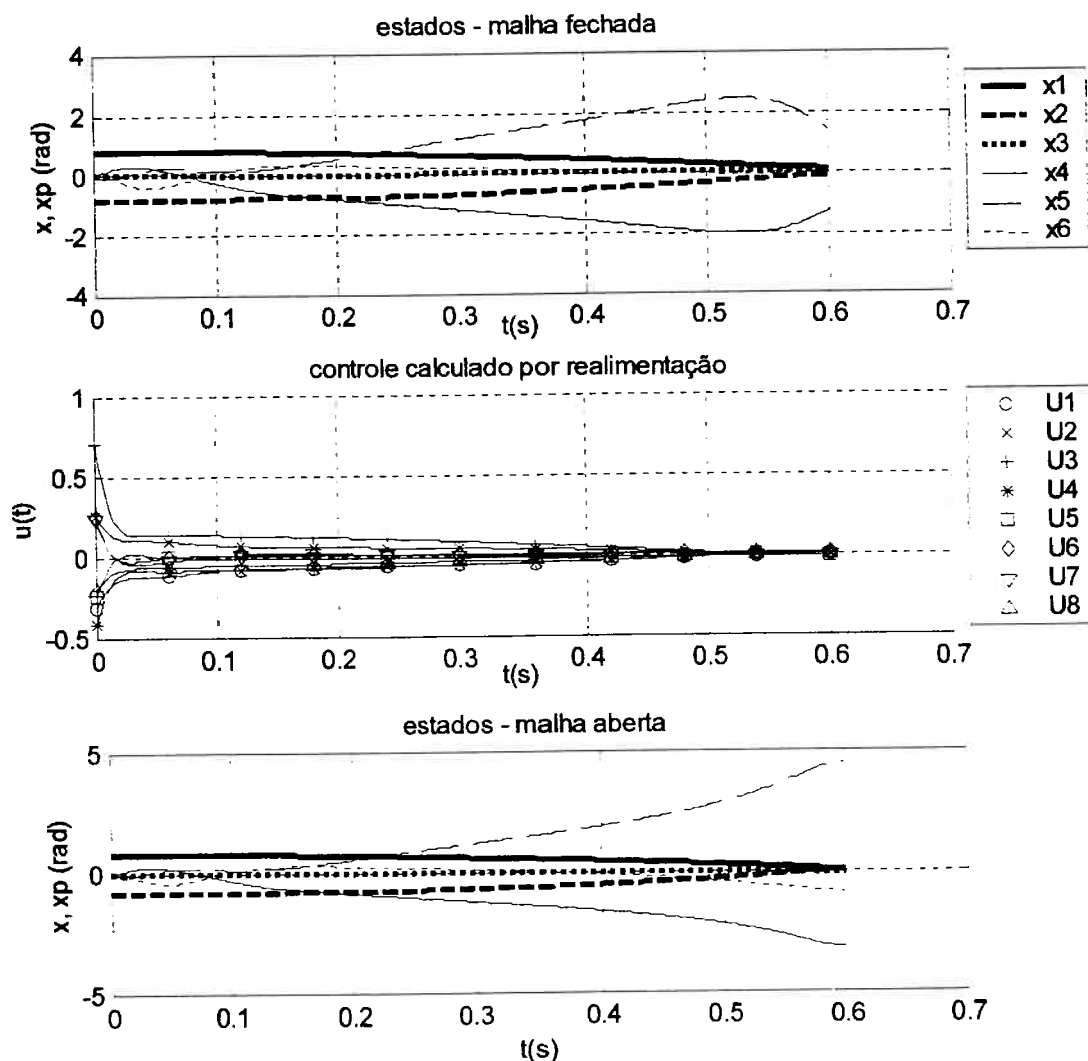 estados - malha fechada
4
2
0
-2
-4
x, xp (rad)
0 0.1 0.2 0.3 0.4 0.5 0.6 0.7
t(s)
x1
x2
x3
x4
x5
x6
controle calculado por realimentação
1
0.5
0
-0.5
u(t)
0 0.1 0.2 0.3 0.4 0.5 0.6 0.7
t(s)
U1
U2
U3
U4
U5
U6
U7
U8
estados - malha aberta
5
0
-5
x, xp (rad)
0 0.1 0.2 0.3 0.4 0.5 0.6 0.7
t(s)